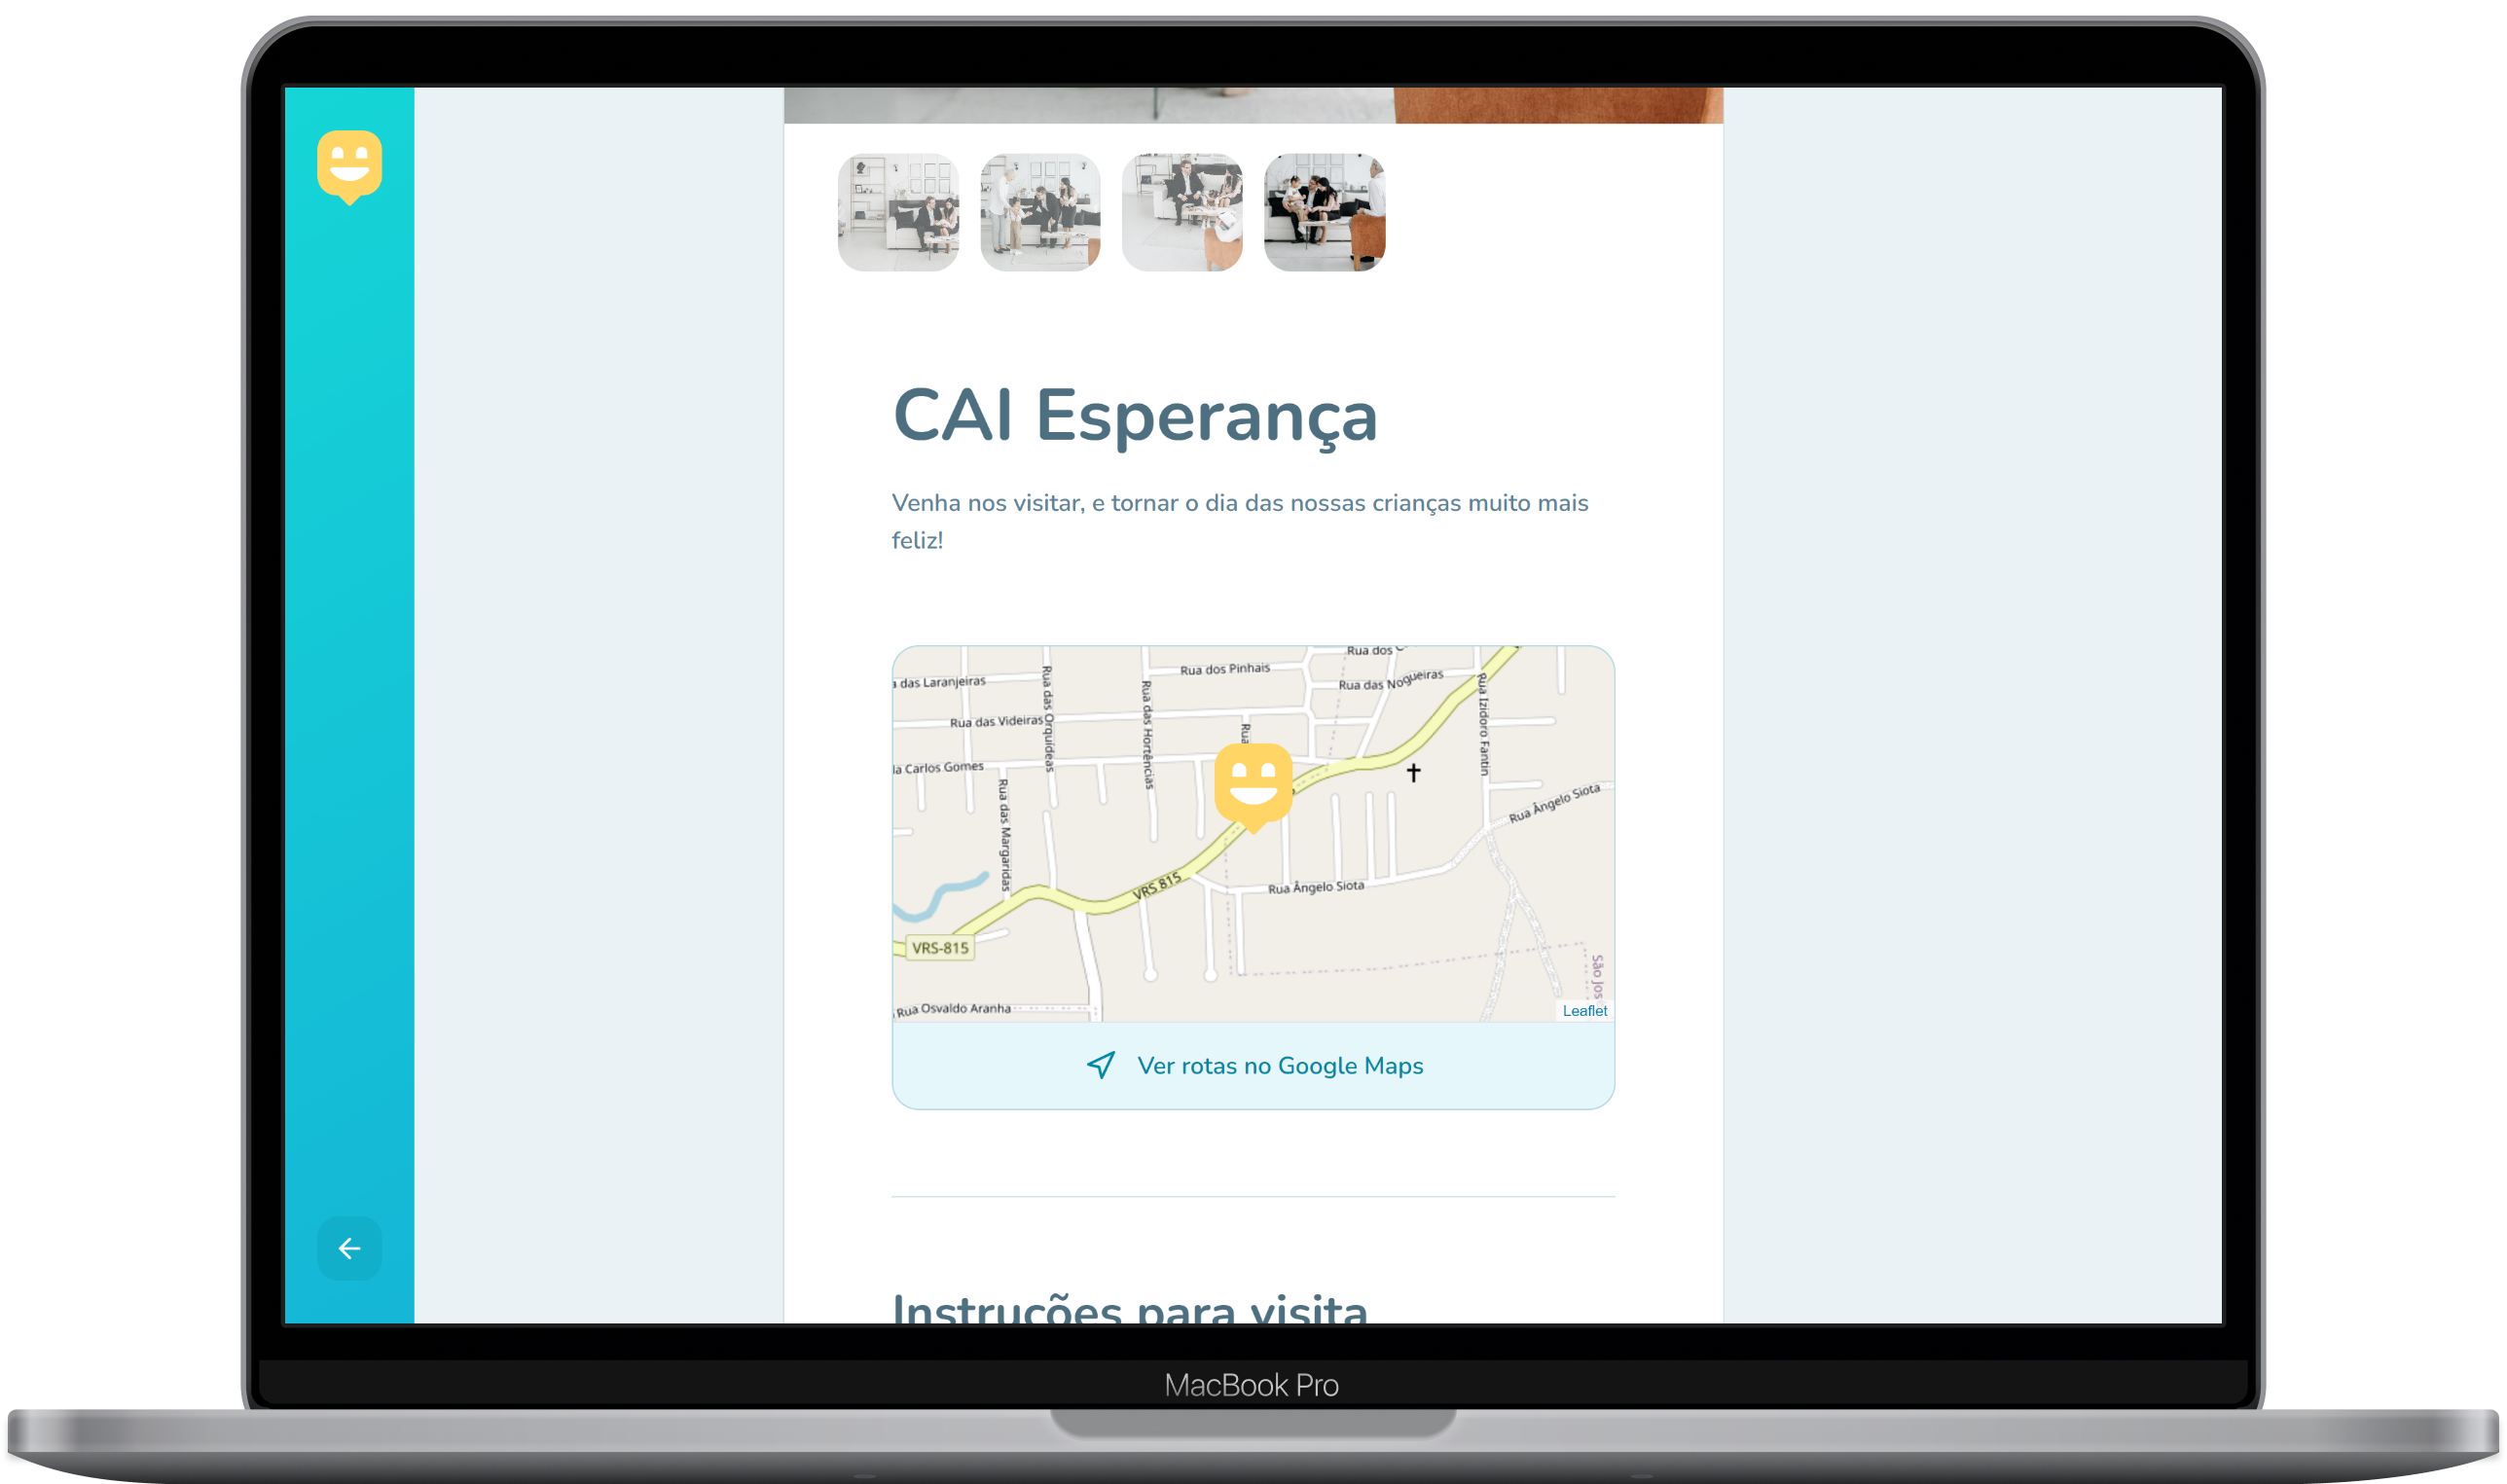 CAI Esperança
Venha nos visitar, e tornar o dia das nossas crianças muito mais
feliz!
Rua dos
Rua dos Pinhais
das Laranjeiras
Rua das Nogueiras
Rua das Orquídeas
Rua das Hortências
Rua Izidoro Fantin
Rua das Videiras
Rua
Carlos Gomes
Rua das Margaridas
Rua Ângelo Siota
VRS 815
Rua Ângelo Siota
VRS-815
São Jos
Rua Osvaldo Aranha
Leaflet
Ver rotas no Google Maps
Instruções para visita
MacBook Pro